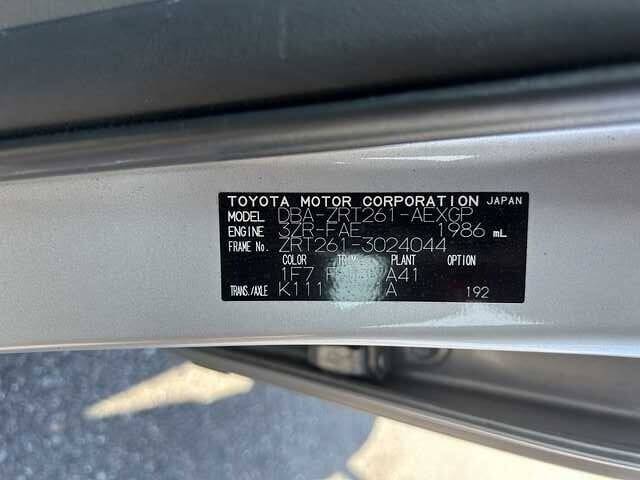 TOYOTA MOTOR CORPORATION JAPAN
MODEL DBA-ZRT261-AEXGP
ENGINE 3ZR-FAE 1986 mL
FRAME No. ZRT261-3024044
COLOR TRIM PLANT OPTION
1F7 A41
TRANS./AXLE K111 A 192